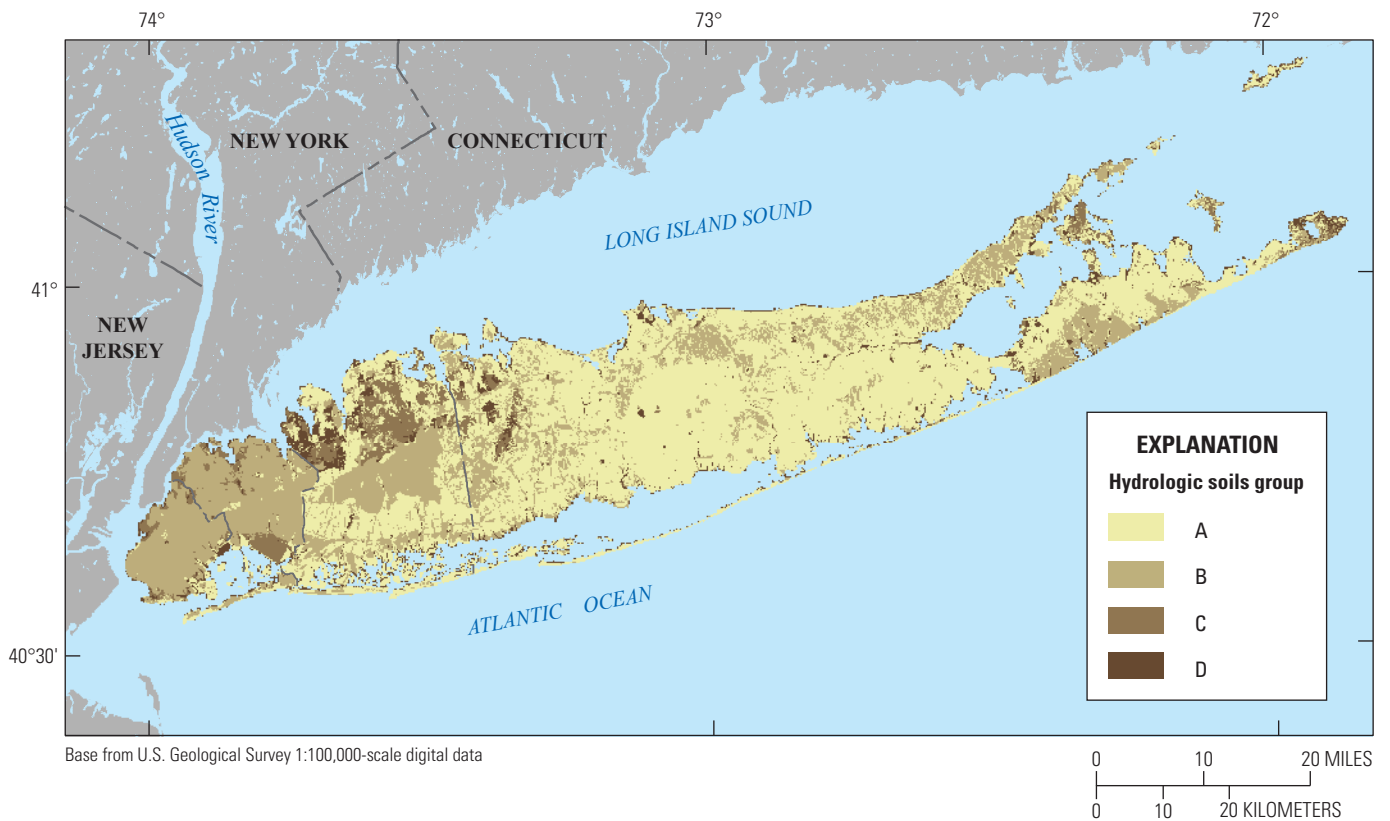 74°
73°
72°
Hudson River
NEW YORK
CONNECTICUT
LONG ISLAND SOUND
41°
NEW
JERSEY
EXPLANATION
Hydrologic soils group
A
B
C
D
ATLANTIC OCEAN
40°30'
Base from U.S. Geological Survey 1:100,000-scale digital data
0 10 20 MILES
0 10 20 KILOMETERS